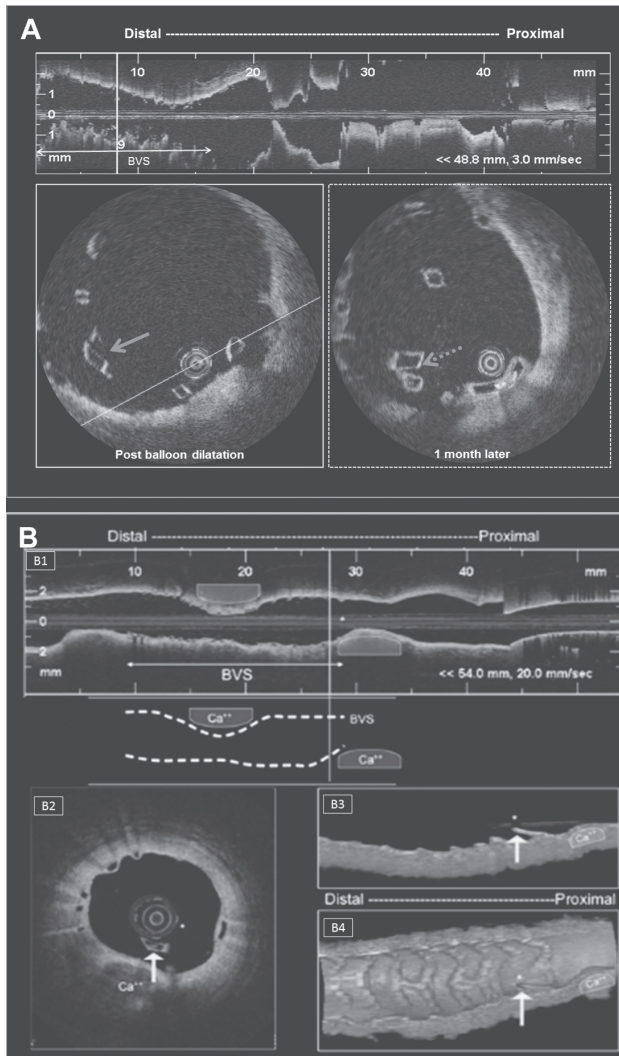 A
Distal ---------------------------------------------------------- Proximal
10 20 30 40 mm
1
0
1
9
mm
BVS
<< 48.8 mm, 3.0 mm/sec
Post balloon dilatation
1 month later
B
Distal ------------------------------------------------Proximal
B1
10 20 30 40 mm
2
0
2
mm
BVS
<< 54.0 mm, 20.0 mm/sec
Ca++
BVS
Ca++
B2
*
Ca++
B3
*
Ca++
Distal --------------------------Proximal
B4
*
Ca++